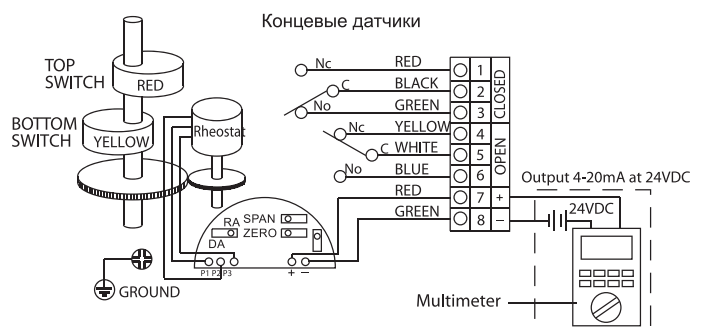 Концевые датчики
TOP
SWITCH
RED
BOTTOM
SWITCH
YELLOW
Rheostat
Nc RED 1
C BLACK 2
No GREEN 3
CLOSED
Nc YELLOW 4
C WHITE 5
No BLUE 6
OPEN
RED 7 +
GREEN 8 –
Output 4-20mA at 24VDC
24VDC
RA SPAN
ZERO
DA
P1 P2 P3
+ –
GROUND
Multimeter